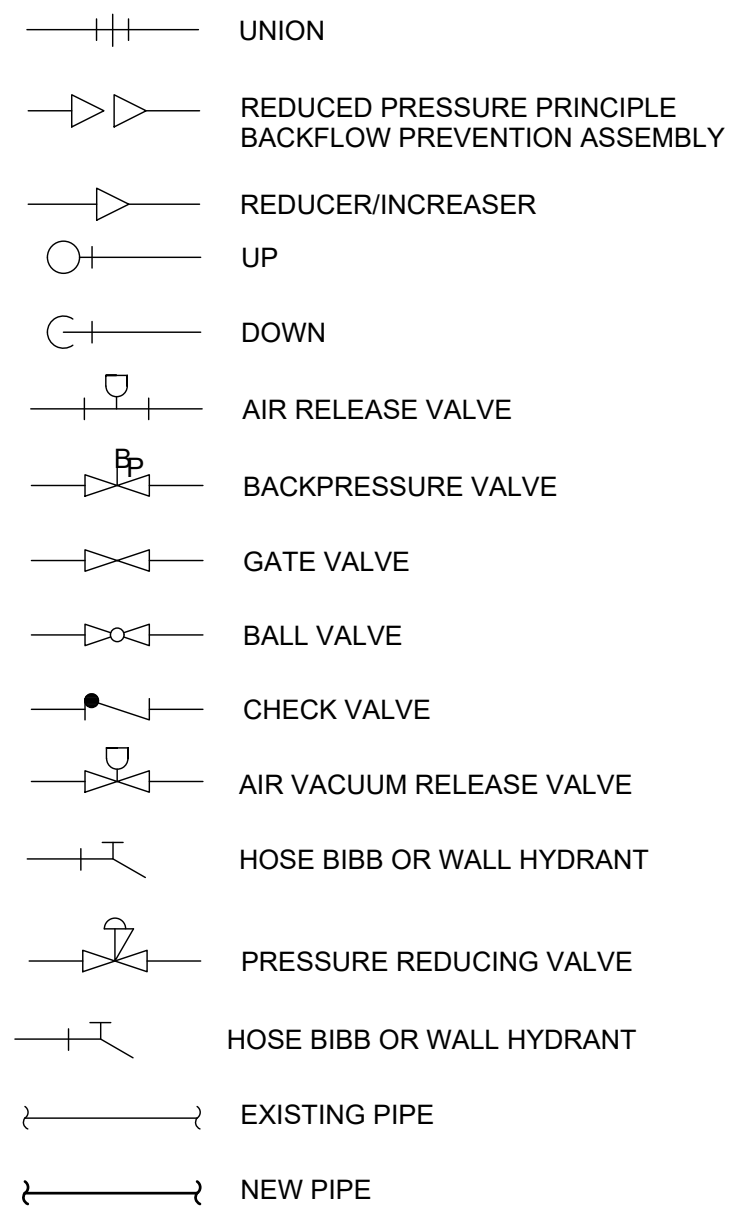 UNION
REDUCED PRESSURE PRINCIPLE
BACKFLOW PREVENTION ASSEMBLY
REDUCER/INCREASER
UP
DOWN
AIR RELEASE VALVE
BP
BACKPRESSURE VALVE
GATE VALVE
BALL VALVE
CHECK VALVE
AIR VACUUM RELEASE VALVE
HOSE BIBB OR WALL HYDRANT
PRESSURE REDUCING VALVE
HOSE BIBB OR WALL HYDRANT
EXISTING PIPE
NEW PIPE